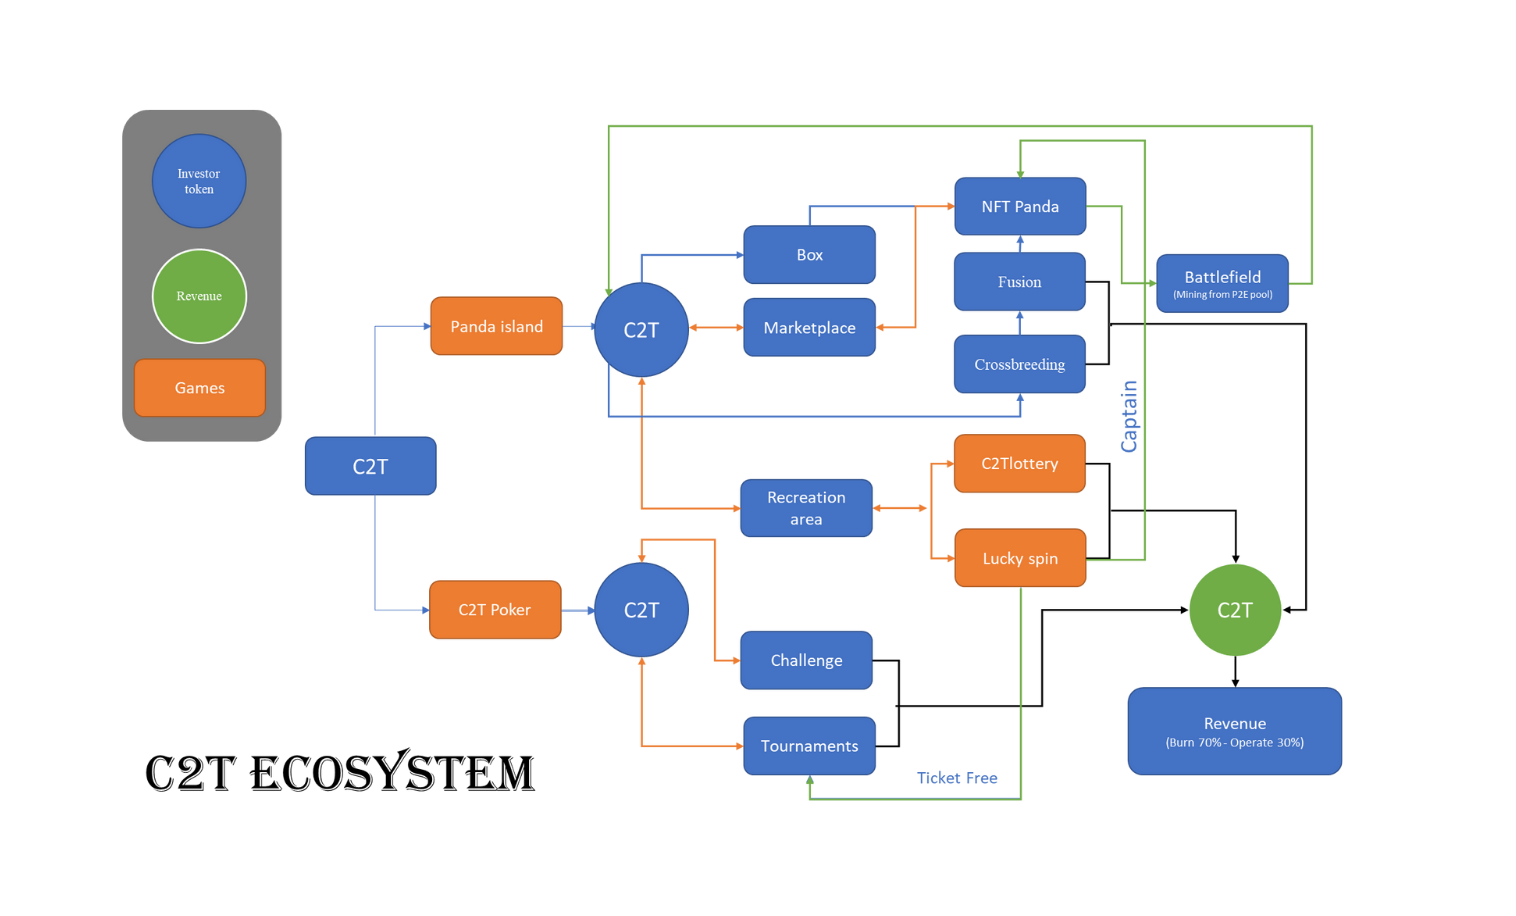 Investor
token
Revenue
Games
C2T
Panda island
C2T Poker
C2T
C2T
Box
Marketplace
NFT Panda
Fusion
Crossbreeding
Battlefield
(Mining from P2E pool)
Captain
Recreation
area
C2Tlottery
Lucky spin
Challenge
Tournaments
Ticket Free
C2T
Revenue
(Burn 70% - Operate 30%)
C2T ECOSYSTEM